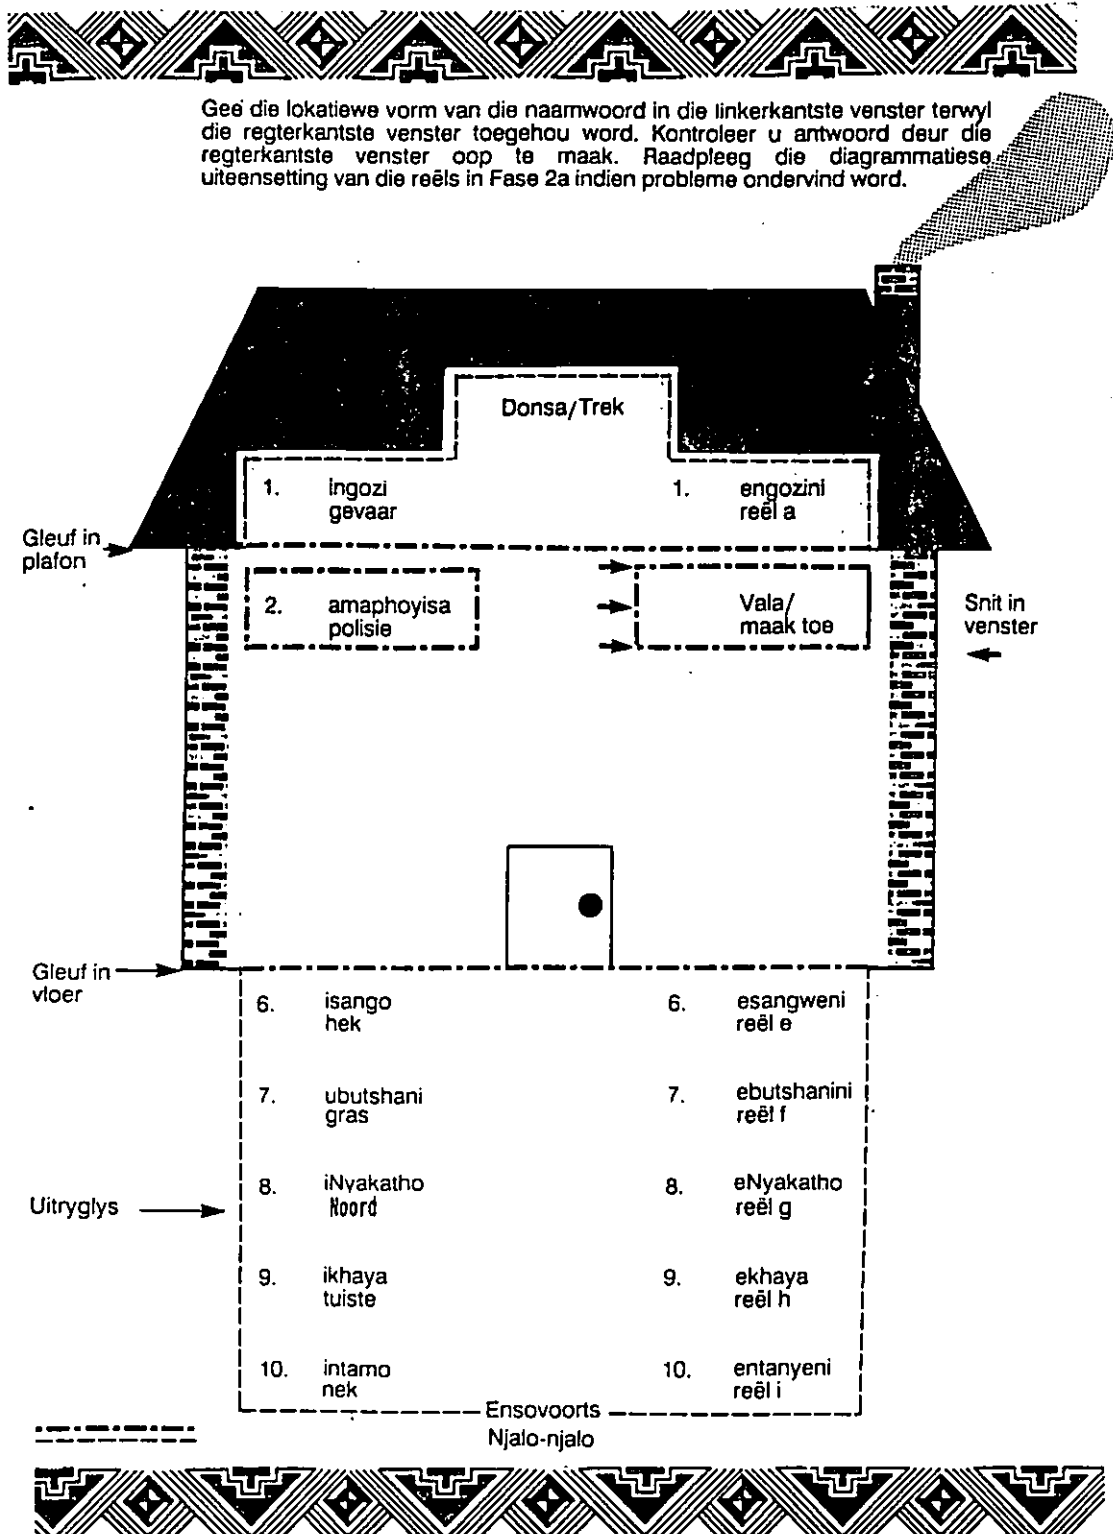 Gee die lokatiewe vorm van die naamwoord in die linkerkantste venster terwyl
die regterkantste venster toegehou word. Kontroleer u antwoord deur die
regterkantste venster oop te maak. Raadpleeg die diagrammatiese
uiteensetting van die reëls in Fase 2a indien probleme ondervind word.
Donsa/Trek
1. ingozi 1. engozini
gevaar reël a
Gleuf in
plafon
2. amaphoyisa Vala/
polisie maak toe
Snit in
venster
Gleuf in
vloer
6. isango 6. esangweni
hek reël e
7. ubutshani 7. ebutshanini
gras reël f
8. iNyakatho 8. eNyakatho
Noord reël g
Uitryglys
9. ikhaya 9. ekhaya
tuiste reël h
10. intamo 10. entanyeni
nek reël i
Ensovoorts
Njalo-njalo